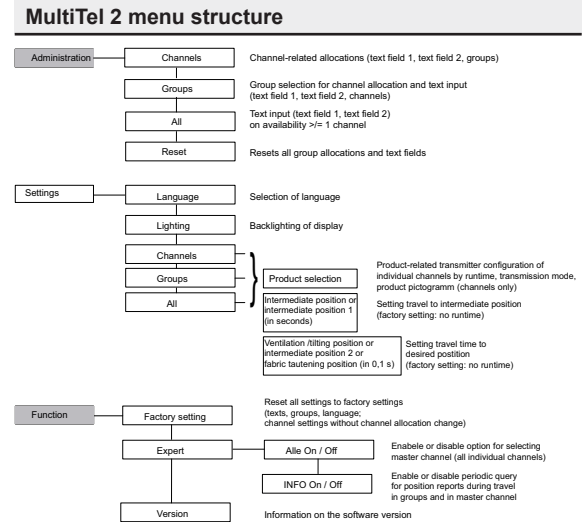 MultiTel 2 menu structure
Administration
Channels
Channel-related allocations (text field 1, text field 2, groups)
Groups
Group selection for channel allocation and text input
(text field 1, text field 2, channels)
All
Text input (text field 1, text field 2)
on availability >/= 1 channel
Reset
Resets all group allocations and text fields
Settings
Language
Selection of language
Lighting
Backlighting of display
Channels
Groups
All
Product selection
Product-related transmitter configuration of
individual channels by runtime, transmission mode,
product pictogramm (channels only)
Intermediate position or
intermediate position 1
(in seconds)
Setting travel to intermediate position
(factory setting: no runtime)
Ventilation /tilting position or
intermediate position 2 or
fabric tautening position (in 0,1 s)
Setting travel time to
desired postition
(factory setting: no runtime)
Function
Factory setting
Reset all settings to factory settings
(texts, groups, language;
channel settings without channel allocation change)
Expert
Alle On / Off
Enabele or disable option for selecting
master channel (all individual channels)
INFO On / Off
Enable or disable periodic query
for position reports during travel
in groups and in master channel
Version
Information on the software version